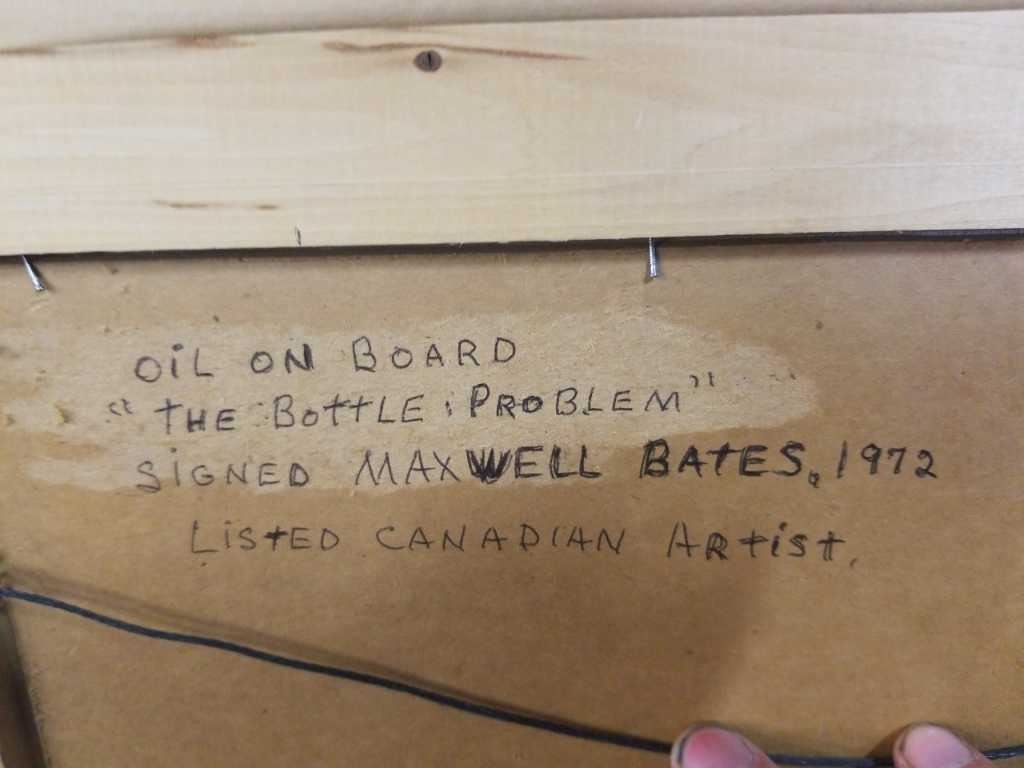 OiL ON BOARD
"tHE BOttLE PROBLEM"
SiGNED MAXWELL BAtES, 1972
LiStED CANADIAN ARtiSt.